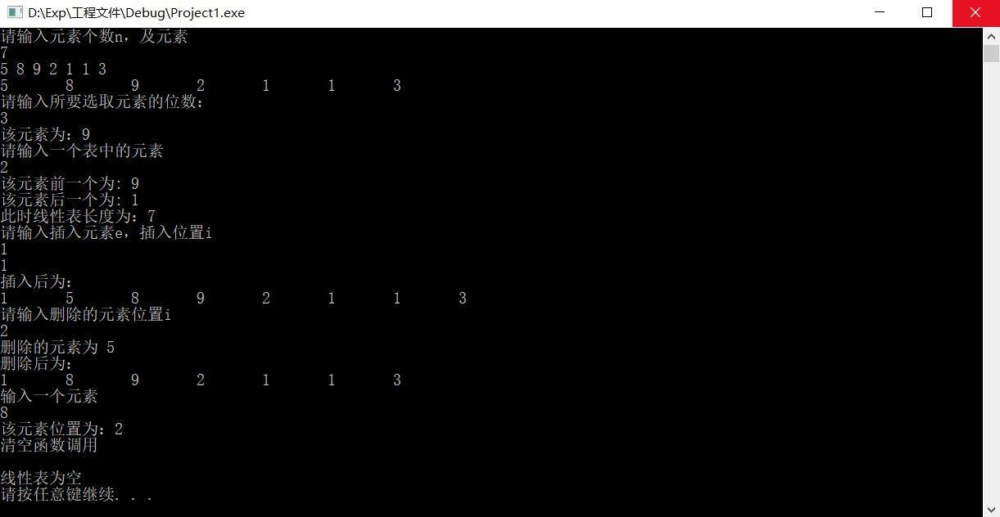 D:\Exp\工程文件\Debug\Project1.exe
请输入元素个数n，及元素
7
5 8 9 2 1 1 3
5 8 9 2 1 1 3
请输入所要选取元素的位数：
3
该元素为：9
请输入一个表中的元素
2
该元素前一个为: 9
该元素后一个为: 1
此时线性表长度为：7
请输入插入元素e，插入位置i
1
1
插入后为：
1 5 8 9 2 1 1 3
请输入删除的元素位置i
2
删除的元素为 5
删除后为：
1 8 9 2 1 1 3
输入一个元素
8
该元素位置为：2
清空函数调用
线性表为空
请按任意键继续. . .